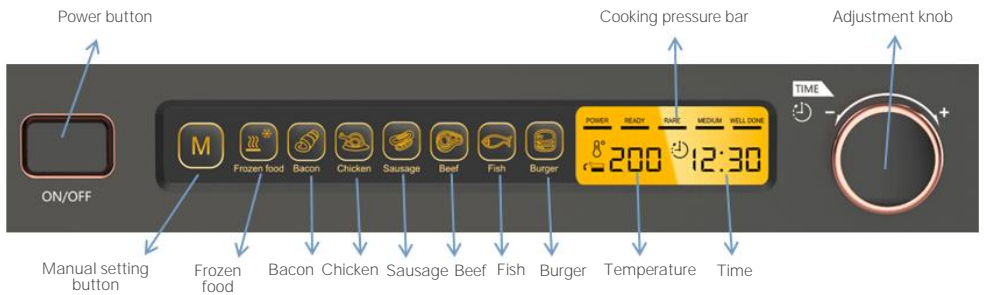 Power button
Cooking pressure bar
Adjustment knob
TIME
POWER READY RARE MEDIUM WELL DONE
M
- +
200 12:30
Frozen food Bacon Chicken Sausage Beef Fish Burger
ON/OFF
Manual setting
button
Frozen
food
Bacon Chicken Sausage Beef Fish Burger Temperature Time